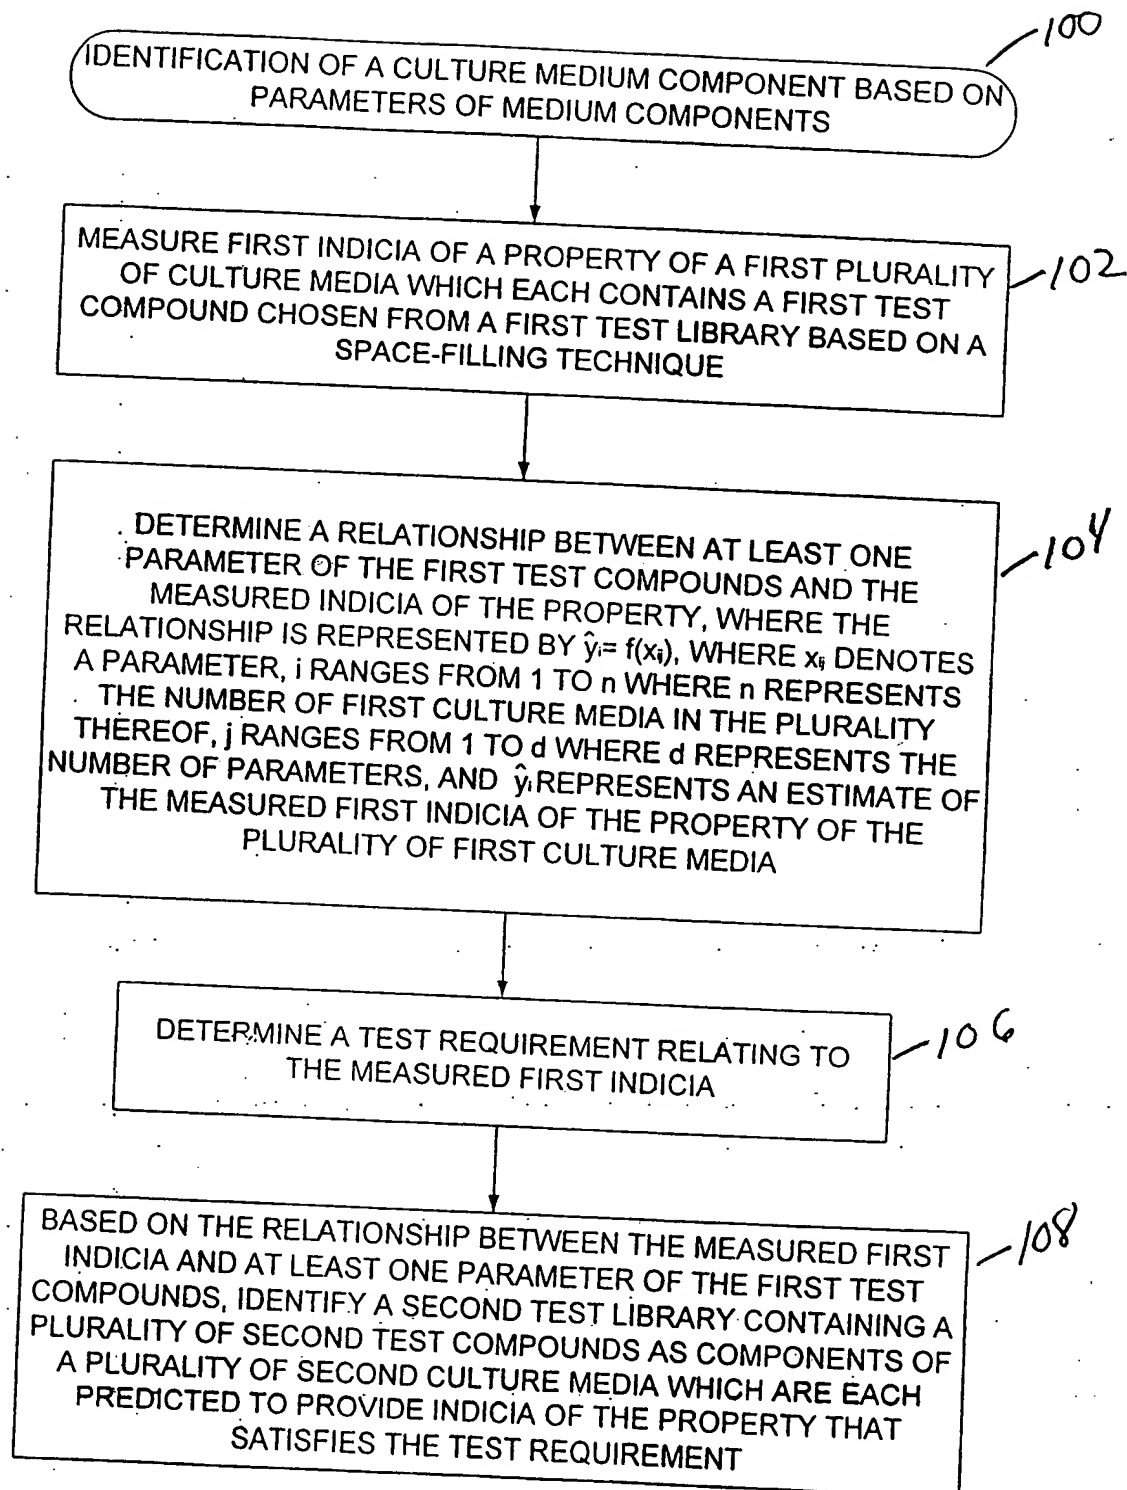 100
IDENTIFICATION OF A CULTURE MEDIUM COMPONENT BASED ON
PARAMETERS OF MEDIUM COMPONENTS
MEASURE FIRST INDICIA OF A PROPERTY OF A FIRST PLURALITY
OF CULTURE MEDIA WHICH EACH CONTAINS A FIRST TEST
COMPOUND CHOSEN FROM A FIRST TEST LIBRARY BASED ON A
SPACE-FILLING TECHNIQUE
102
DETERMINE A RELATIONSHIP BETWEEN AT LEAST ONE
PARAMETER OF THE FIRST TEST COMPOUNDS AND THE
MEASURED INDICIA OF THE PROPERTY, WHERE THE
RELATIONSHIP IS REPRESENTED BY ŷᵢ= f(xᵢⱼ), WHERE xᵢⱼ DENOTES
A PARAMETER, i RANGES FROM 1 TO n WHERE n REPRESENTS
THE NUMBER OF FIRST CULTURE MEDIA IN THE PLURALITY
THEREOF, j RANGES FROM 1 TO d WHERE d REPRESENTS THE
NUMBER OF PARAMETERS, AND ŷᵢ REPRESENTS AN ESTIMATE OF
THE MEASURED FIRST INDICIA OF THE PROPERTY OF THE
PLURALITY OF FIRST CULTURE MEDIA
104
DETERMINE A TEST REQUIREMENT RELATING TO
THE MEASURED FIRST INDICIA
106
BASED ON THE RELATIONSHIP BETWEEN THE MEASURED FIRST
INDICIA AND AT LEAST ONE PARAMETER OF THE FIRST TEST
COMPOUNDS, IDENTIFY A SECOND TEST LIBRARY CONTAINING A
PLURALITY OF SECOND TEST COMPOUNDS AS COMPONENTS OF
A PLURALITY OF SECOND CULTURE MEDIA WHICH ARE EACH
PREDICTED TO PROVIDE INDICIA OF THE PROPERTY THAT
SATISFIES THE TEST REQUIREMENT
108